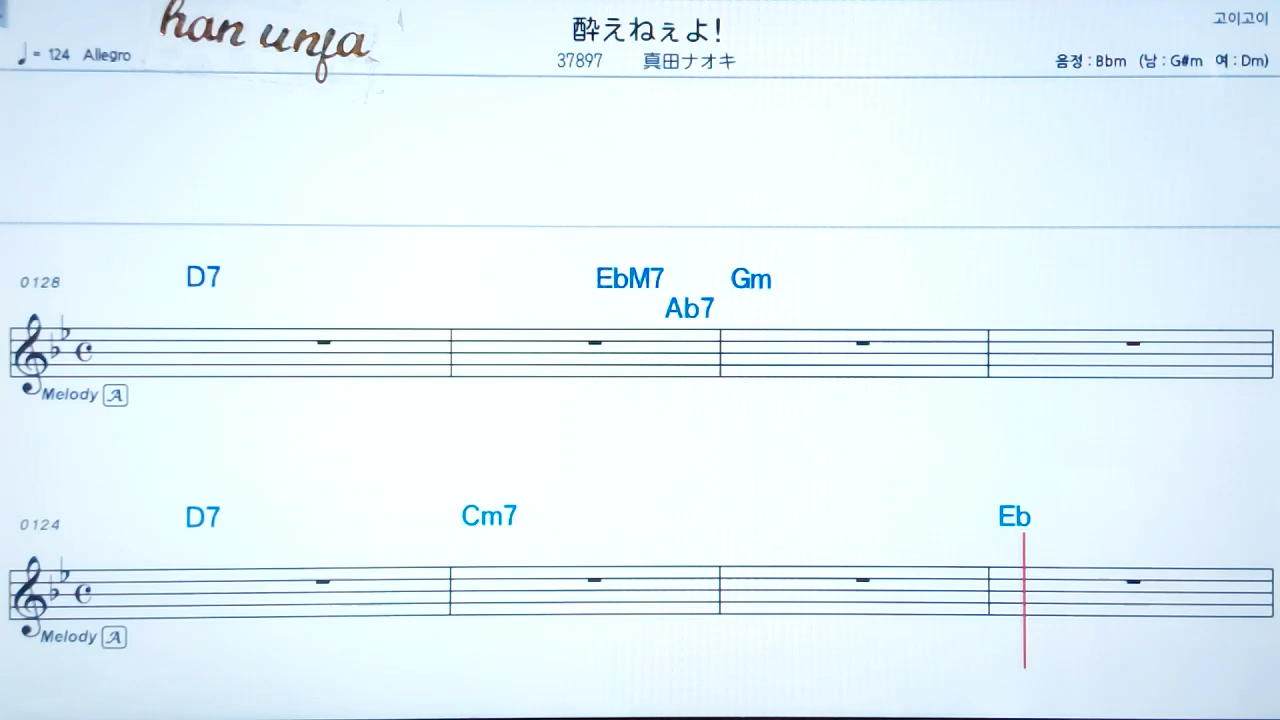 han unja
酔えねぇよ!
고이고이
♩= 124 Allegro
37897 真田ナオキ
음정 : Bbm (남 : G#m 여 : Dm)
0128 D7 EbM7 Ab7 Gm
Melody A
0124 D7 Cm7 Eb
Melody A